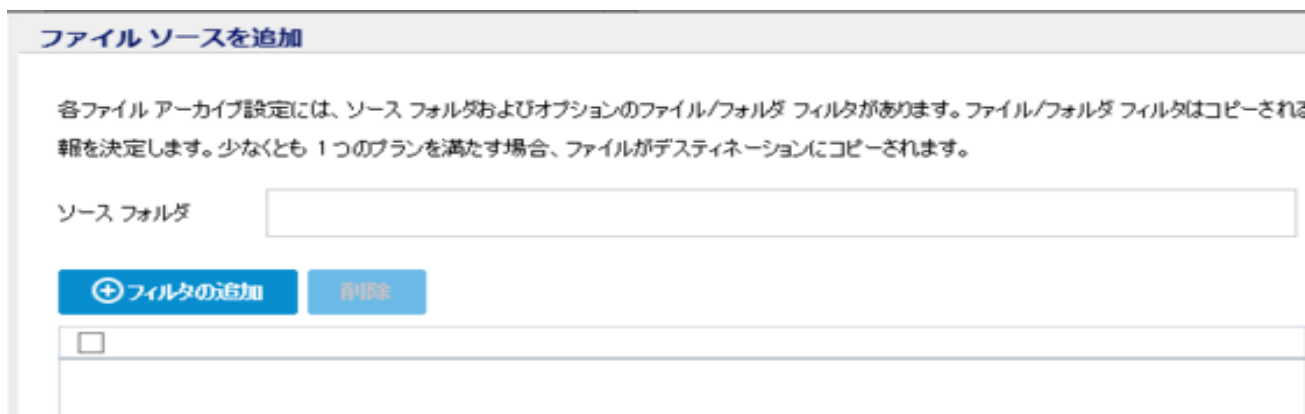 ファイル ソースを追加
各ファイル アーカイブ設定には、ソース フォルダおよびオプションのファイル/フォルダ フィルタがあります。ファイル/フォルダ フィルタはコピーされる
報を決定します。少なくとも 1 つのプランを満たす場合、ファイルがデスティネーションにコピーされます。
ソース フォルダ
フィルタの追加 削除